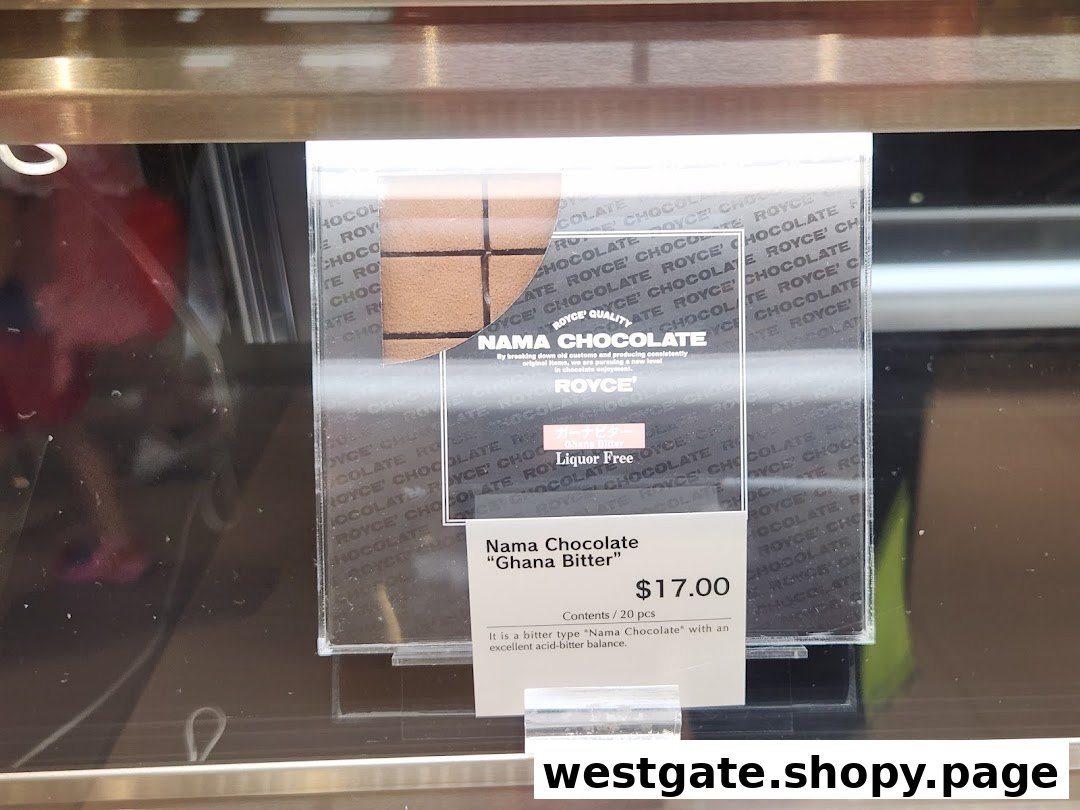 ROYCE' QUALITY
NAMA CHOCOLATE
By breaking down old customs and producing consistently
original items, we are pursuing a new level
in chocolate enjoyment.
ROYCE'
ガーナビター
Ghana Bitter
Liquor Free
Nama Chocolate
“Ghana Bitter”
$17.00
Contents / 20 pcs
It is a bitter type "Nama Chocolate" with an
excellent acid-bitter balance.
westgate.shopy.page